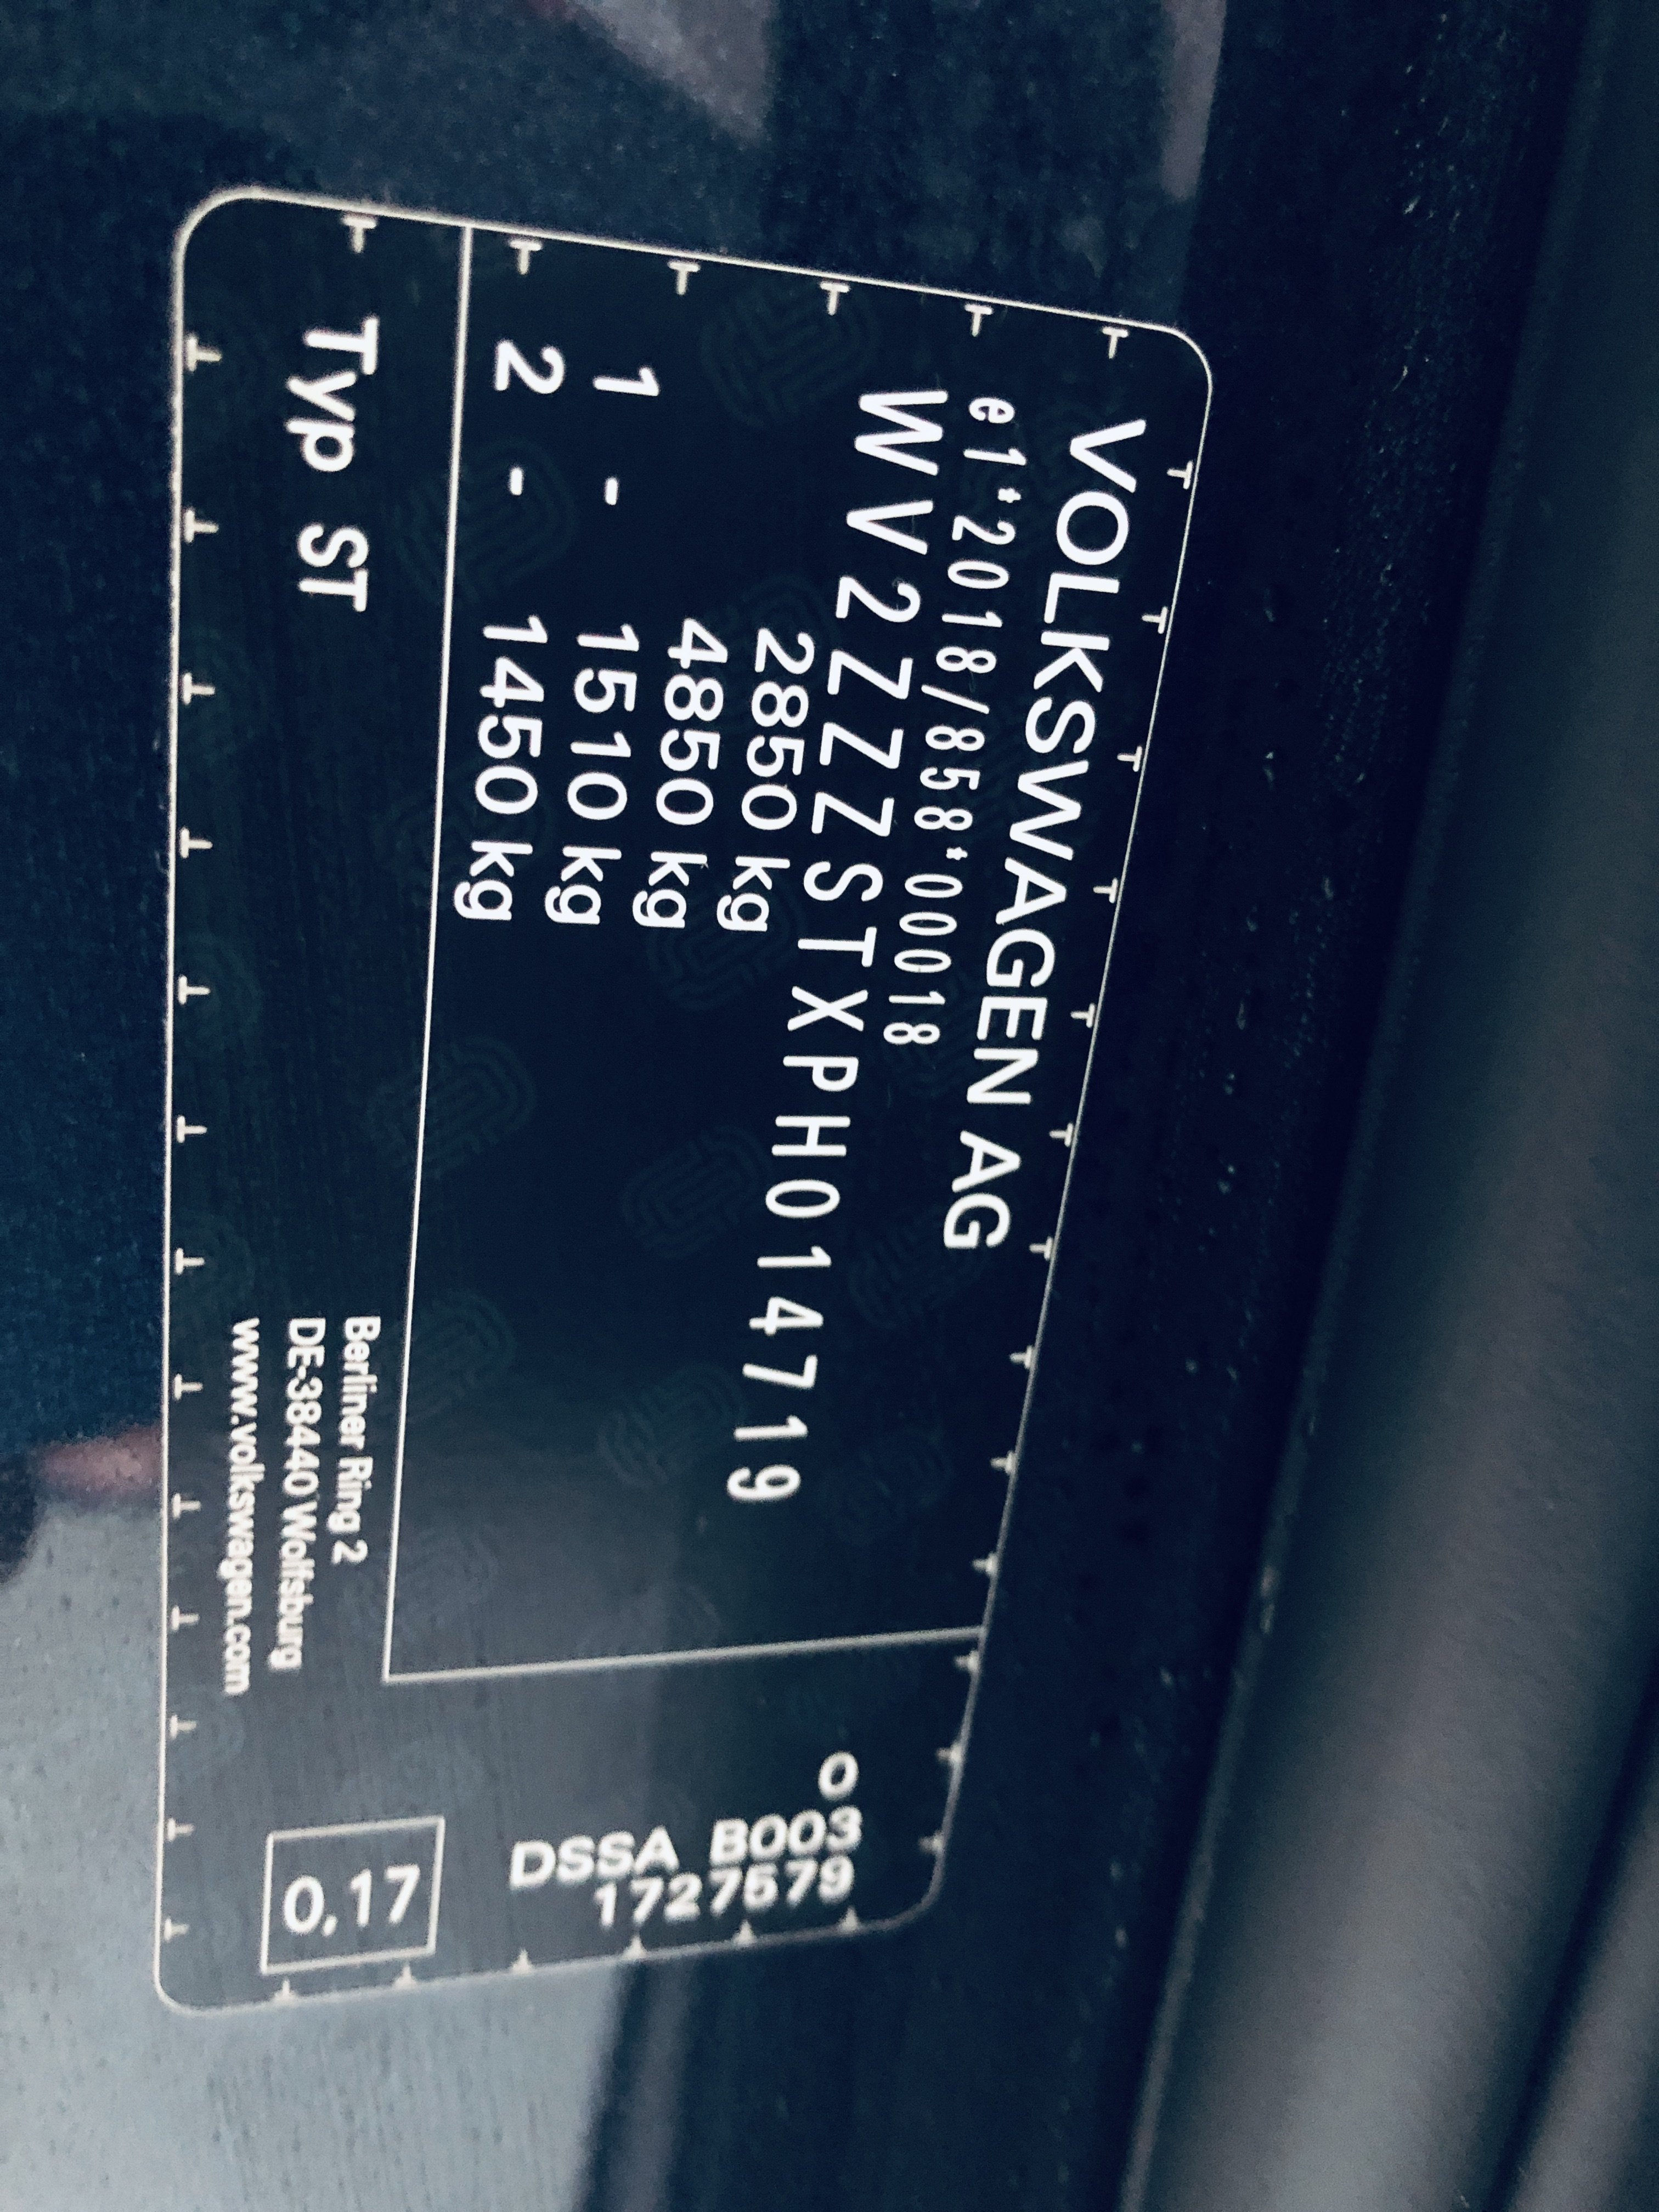 VOLKSWAGEN AG
e1*2018/858*00018
WV2ZZZSTXPH014719
2850 kg
4850 kg
1 - 1510 kg
2 - 1450 kg
Typ ST
Berliner Ring 2
DE-38440 Wolfsburg
www.volkswagen.com
0
DSSA B003
1727579
0,17